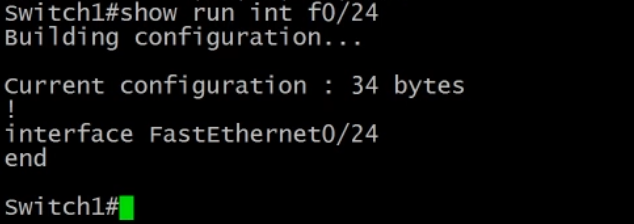 Switch1#show run int f0/24
Building configuration...
Current configuration : 34 bytes
!
interface FastEthernet0/24
end
Switch1#